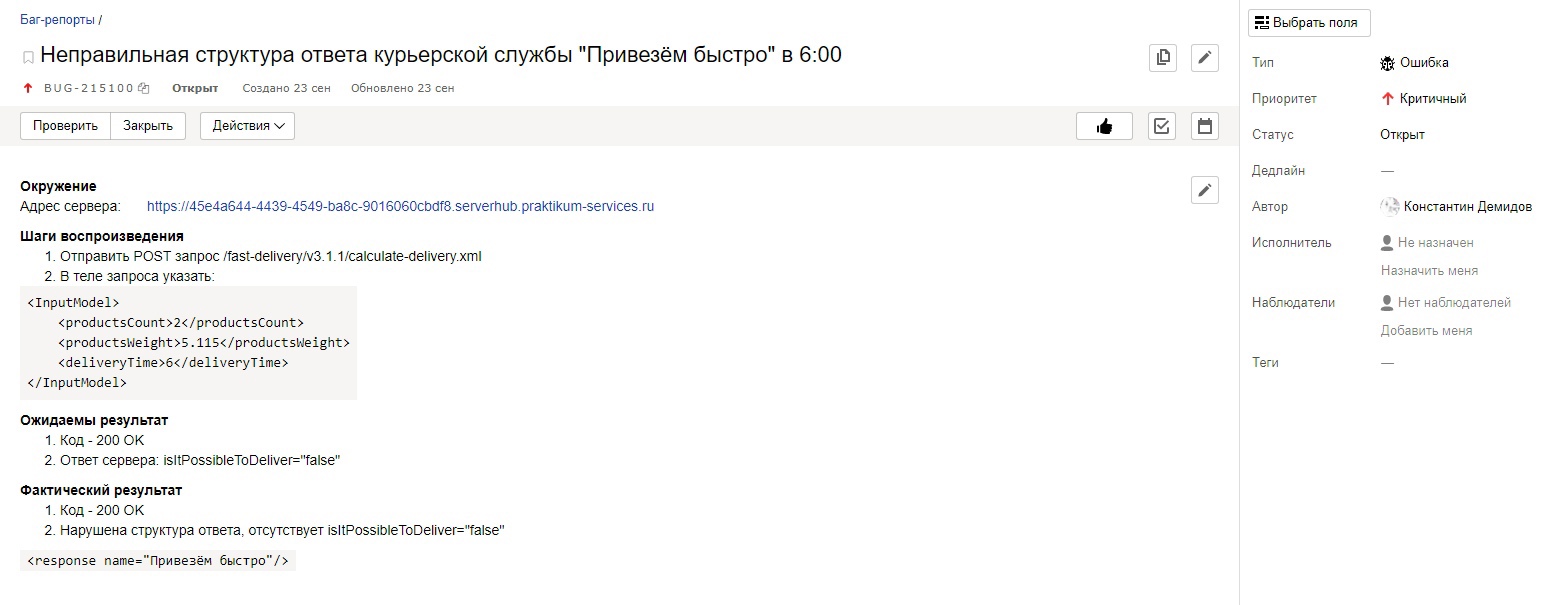 Баг-репорты /
Неправильная структура ответа курьерской службы "Привезём быстро" в 6:00
BUG-215100 Открыт Создано 23 сен Обновлено 23 сен
Проверить Закрыть Действия
Окружение
Адрес сервера: https://45e4a644-4439-4549-ba8c-9016060cbdf8.serverhub.praktikum-services.ru
Шаги воспроизведения
1. Отправить POST запрос /fast-delivery/v3.1.1/calculate-delivery.xml
2. В теле запроса указать:
<InputModel>
    <productsCount>2</productsCount>
    <productsWeight>5.115</productsWeight>
    <deliveryTime>6</deliveryTime>
</InputModel>
Ожидаемы результат
1. Код - 200 OK
2. Ответ сервера: isItPossibleToDeliver="false"
Фактический результат
1. Код - 200 OK
2. Нарушена структура ответа, отсутствует isItPossibleToDeliver="false"
<response name="Привезём быстро"/>
Выбрать поля
Тип Ошибка
Приоритет Критичный
Статус Открыт
Дедлайн —
Автор Константин Демидов
Исполнитель Не назначен
Назначить меня
Наблюдатели Нет наблюдателей
Добавить меня
Теги —